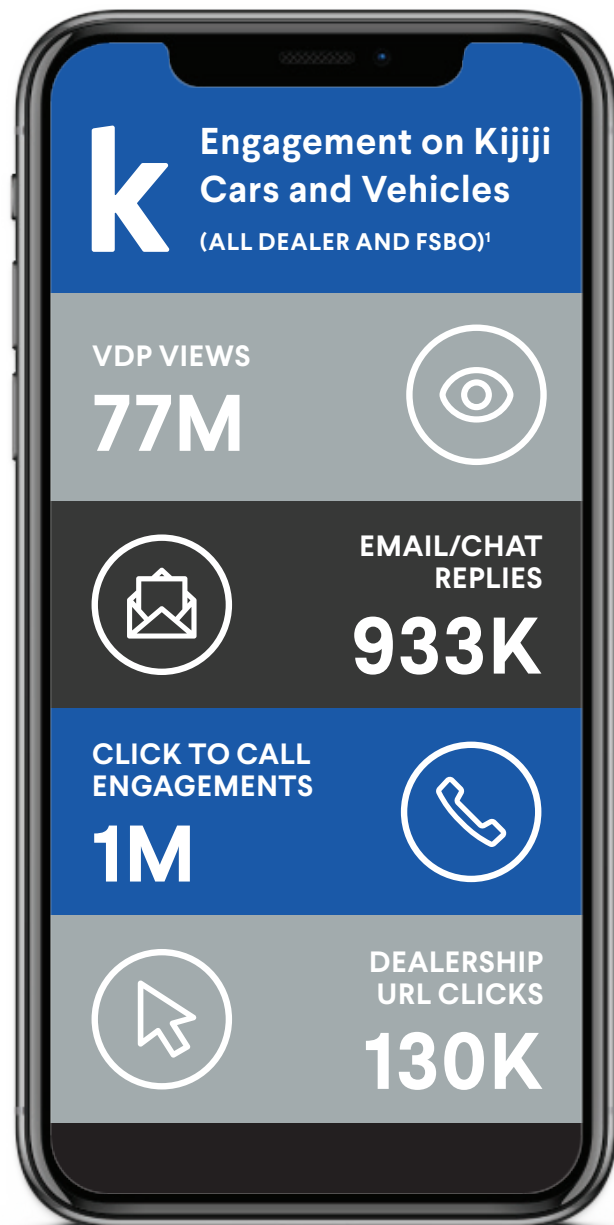 k
Engagement on Kijiji
Cars and Vehicles
(ALL DEALER AND FSBO)¹
VDP VIEWS
77M
EMAIL/CHAT
REPLIES
933K
CLICK TO CALL
ENGAGEMENTS
1M
DEALERSHIP
URL CLICKS
130K